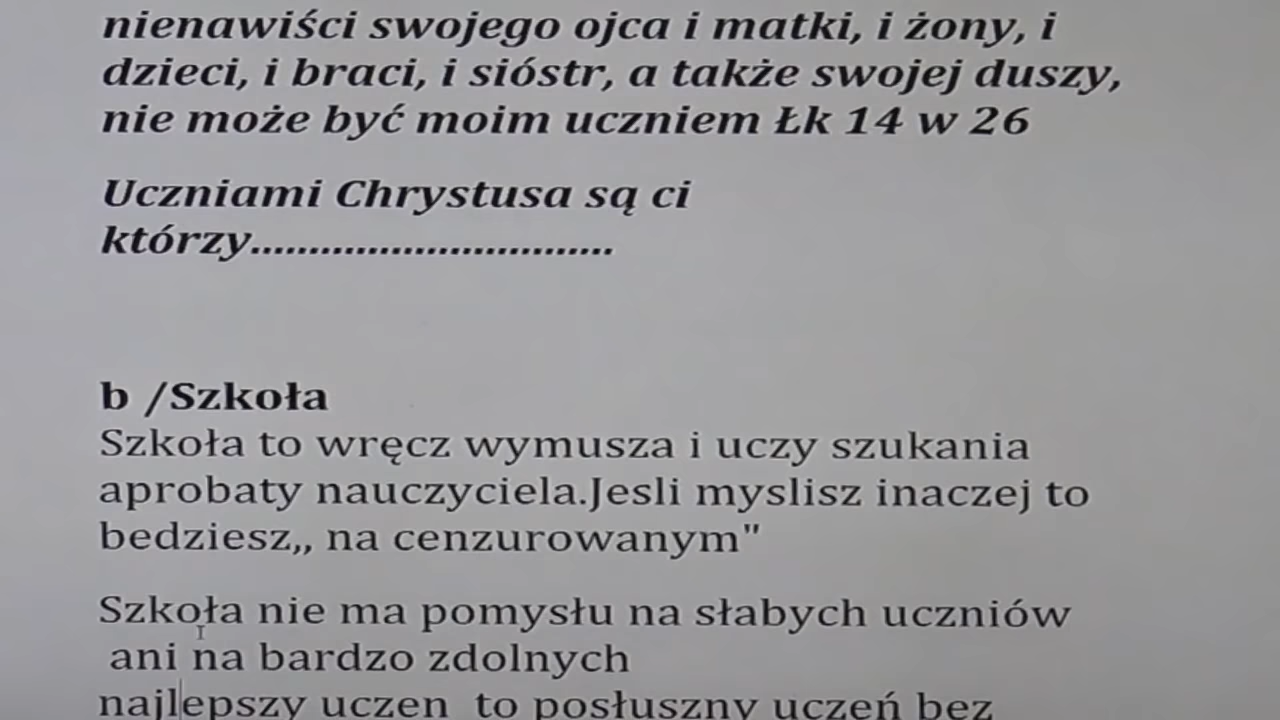 nienawiści swojego ojca i matki, i żony, i
dzieci, i braci, i sióstr, a także swojej duszy,
nie może być moim uczniem Łk 14 w 26
Uczniami Chrystusa są ci
którzy................................
b /Szkoła
Szkoła to wręcz wymusza i uczy szukania
aprobaty nauczyciela.Jesli myslisz inaczej to
bedziesz,, na cenzurowanym"
Szkoła nie ma pomysłu na słabych uczniów
ani na bardzo zdolnych
najlepszy uczen to posłuszny uczeń bez